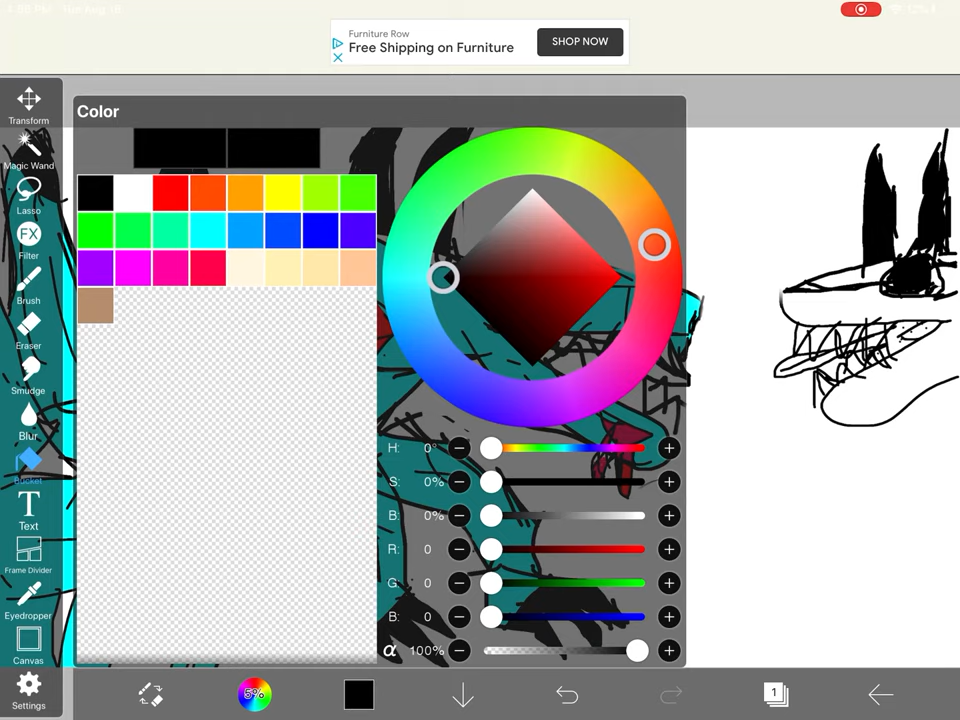 Furniture Row
Free Shipping on Furniture
SHOP NOW
Color
Transform
Magic Wand
Lasso
FX
Filter
Brush
Eraser
Smudge
Blur
Bucket
T
Text
Frame Divider
Eyedropper
Canvas
Settings
H: 0°
S: 0%
B: 0%
R: 0
G: 0
B: 0
α 100%
5%
1